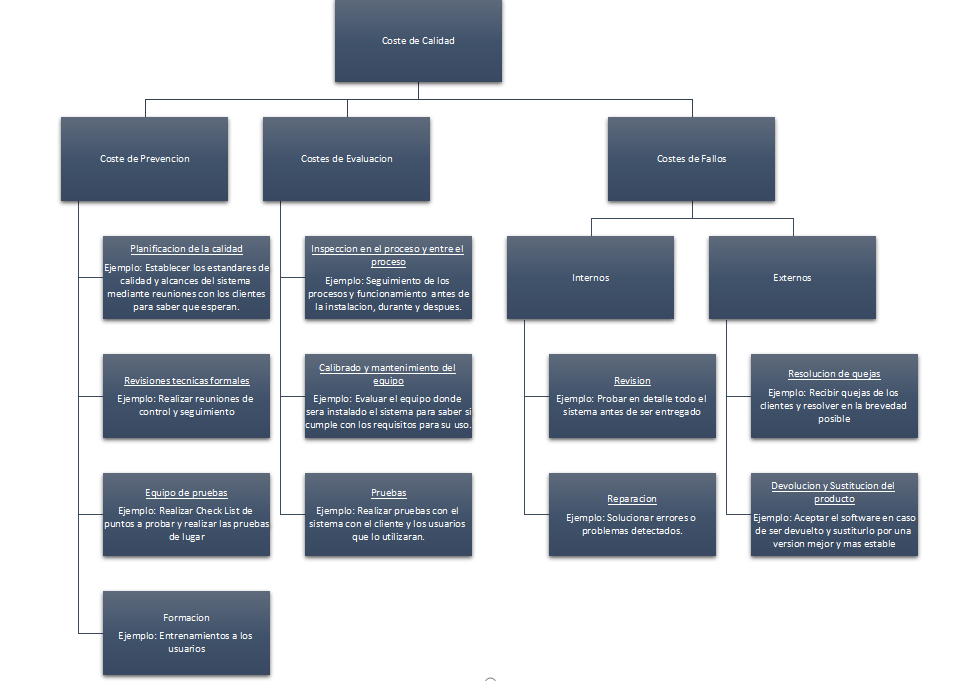 Coste de Calidad
Coste de Prevencion
Costes de Evaluacion
Costes de Fallos
Planificacion de la calidad
Ejemplo: Establecer los estandares de
calidad y alcances del sistema
mediante reuniones con los clientes
para saber que esperan.
Inspeccion en el proceso y entre el
proceso
Ejemplo: Seguimiento de los
procesos y funcionamiento antes de
la instalacion, durante y despues.
Internos
Externos
Revisiones tecnicas formales
Ejemplo: Realizar reuniones de
control y seguimiento
Calibrado y mantenimiento del
equipo
Ejemplo: Evaluar el equipo donde
sera instalado el sistema para saber si
cumple con los requisitos para su uso.
Revision
Ejemplo: Probar en detalle todo el
sistema antes de ser entregado
Resolucion de quejas
Ejemplo: Recibir quejas de los
clientes y resolver en la brevedad
posible
Equipo de pruebas
Ejemplo: Realizar Check List de
puntos a probar y realizar las pruebas
de lugar
Pruebas
Ejemplo: Realizar pruebas con el
sistema con el cliente y los usuarios
que lo utilizaran.
Reparacion
Ejemplo: Solucionar errores o
problemas detectados.
Devolucion y Sustitucion del
producto
Ejemplo: Aceptar el software en caso
de ser devuelto y sustiturlo por una
version mejor y mas estable
Formacion
Ejemplo: Entrenamientos a los
usuarios